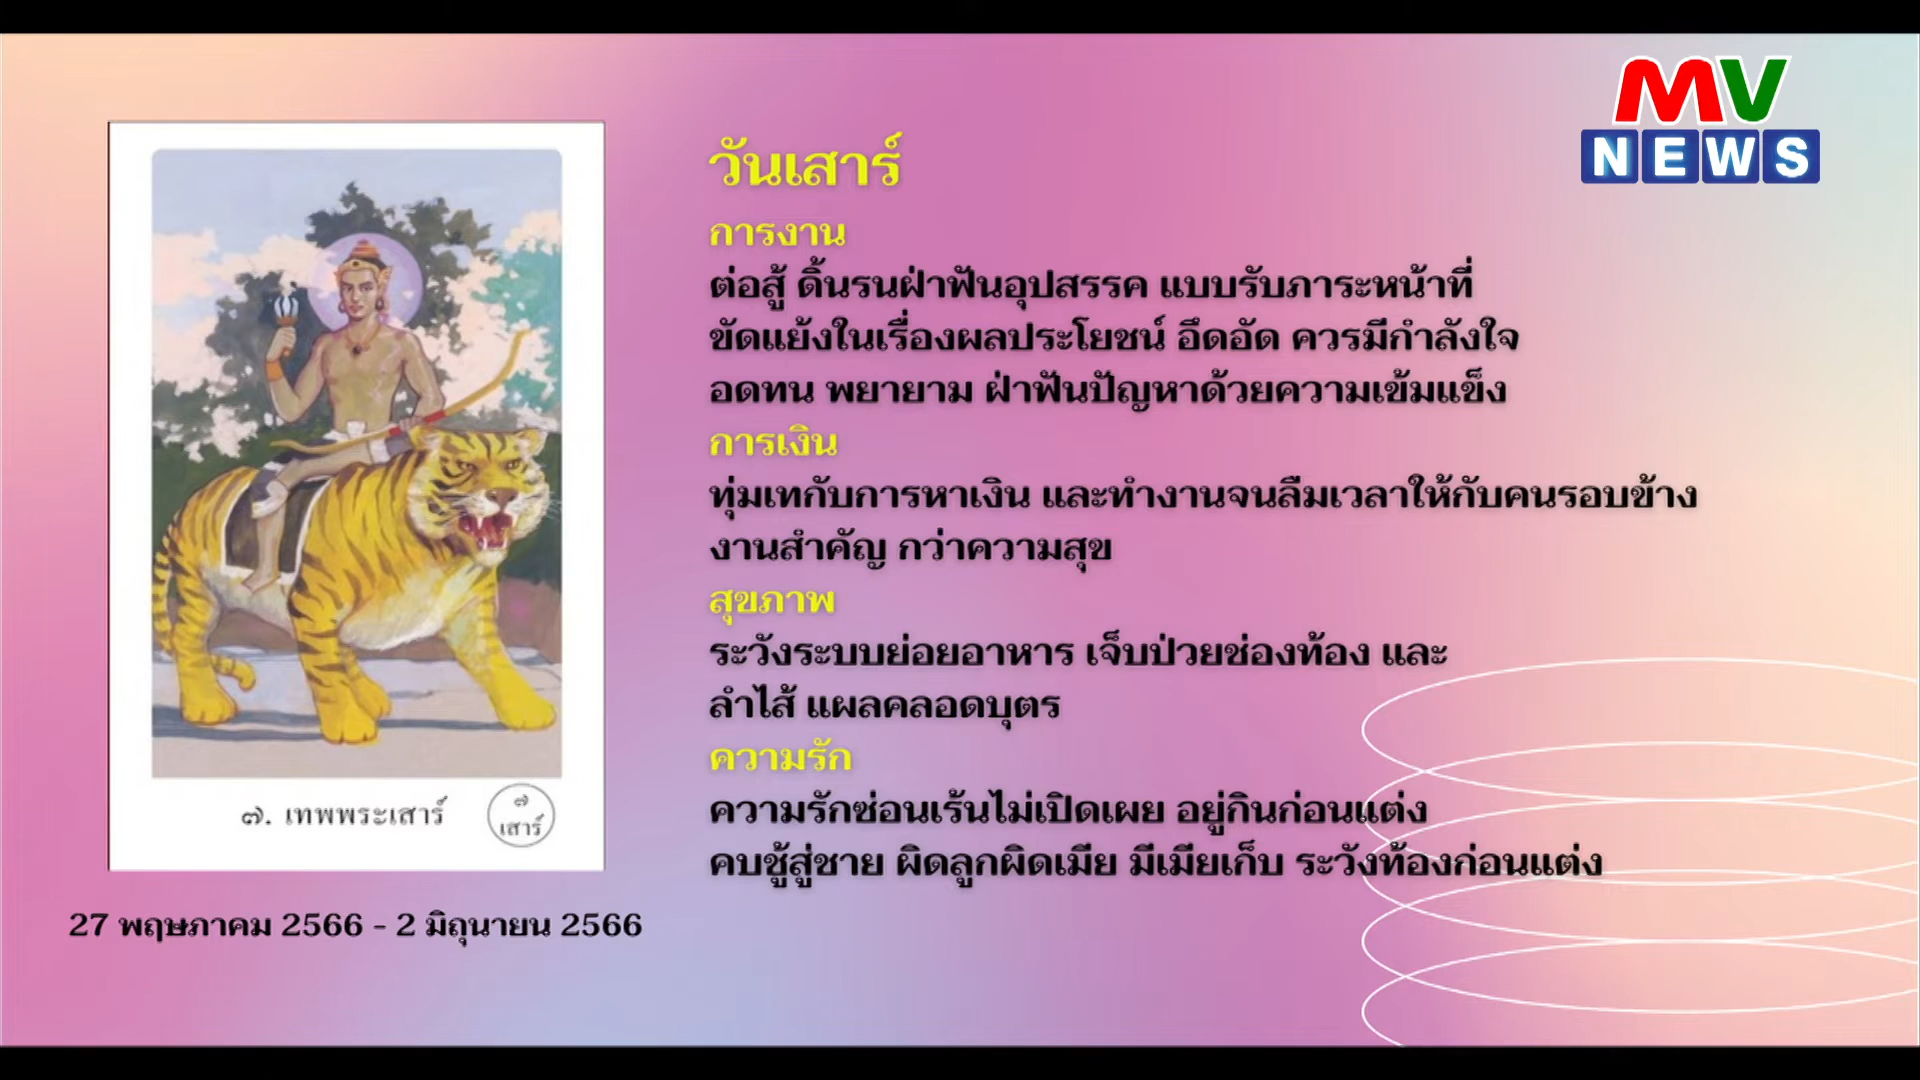 MV
NEWS
วันเสาร์
การงาน
ต่อสู้ ดิ้นรนฝ่าฟันอุปสรรค แบบรับภาระหน้าที่
ขัดแย้งในเรื่องผลประโยชน์ อึดอัด ควรมีกำลังใจ
อดทน พยายาม ฝ่าฟันปัญหาด้วยความเข้มแข็ง
การเงิน
ทุ่มเทกับการหาเงิน และทำงานจนลืมเวลาให้กับคนรอบข้าง
งานสำคัญ กว่าความสุข
สุขภาพ
ระวังระบบย่อยอาหาร เจ็บป่วยช่องท้อง และ
ลำไส้ แผลคลอดบุตร
ความรัก
ความรักซ่อนเร้นไม่เปิดเผย อยู่กินก่อนแต่ง
คบชู้สู่ชาย ผิดลูกผิดเมีย มีเมียเก็บ ระวังท้องก่อนแต่ง
๗. เทพพระเสาร์
๗
เสาร์
27 พฤษภาคม 2566 - 2 มิถุนายน 2566